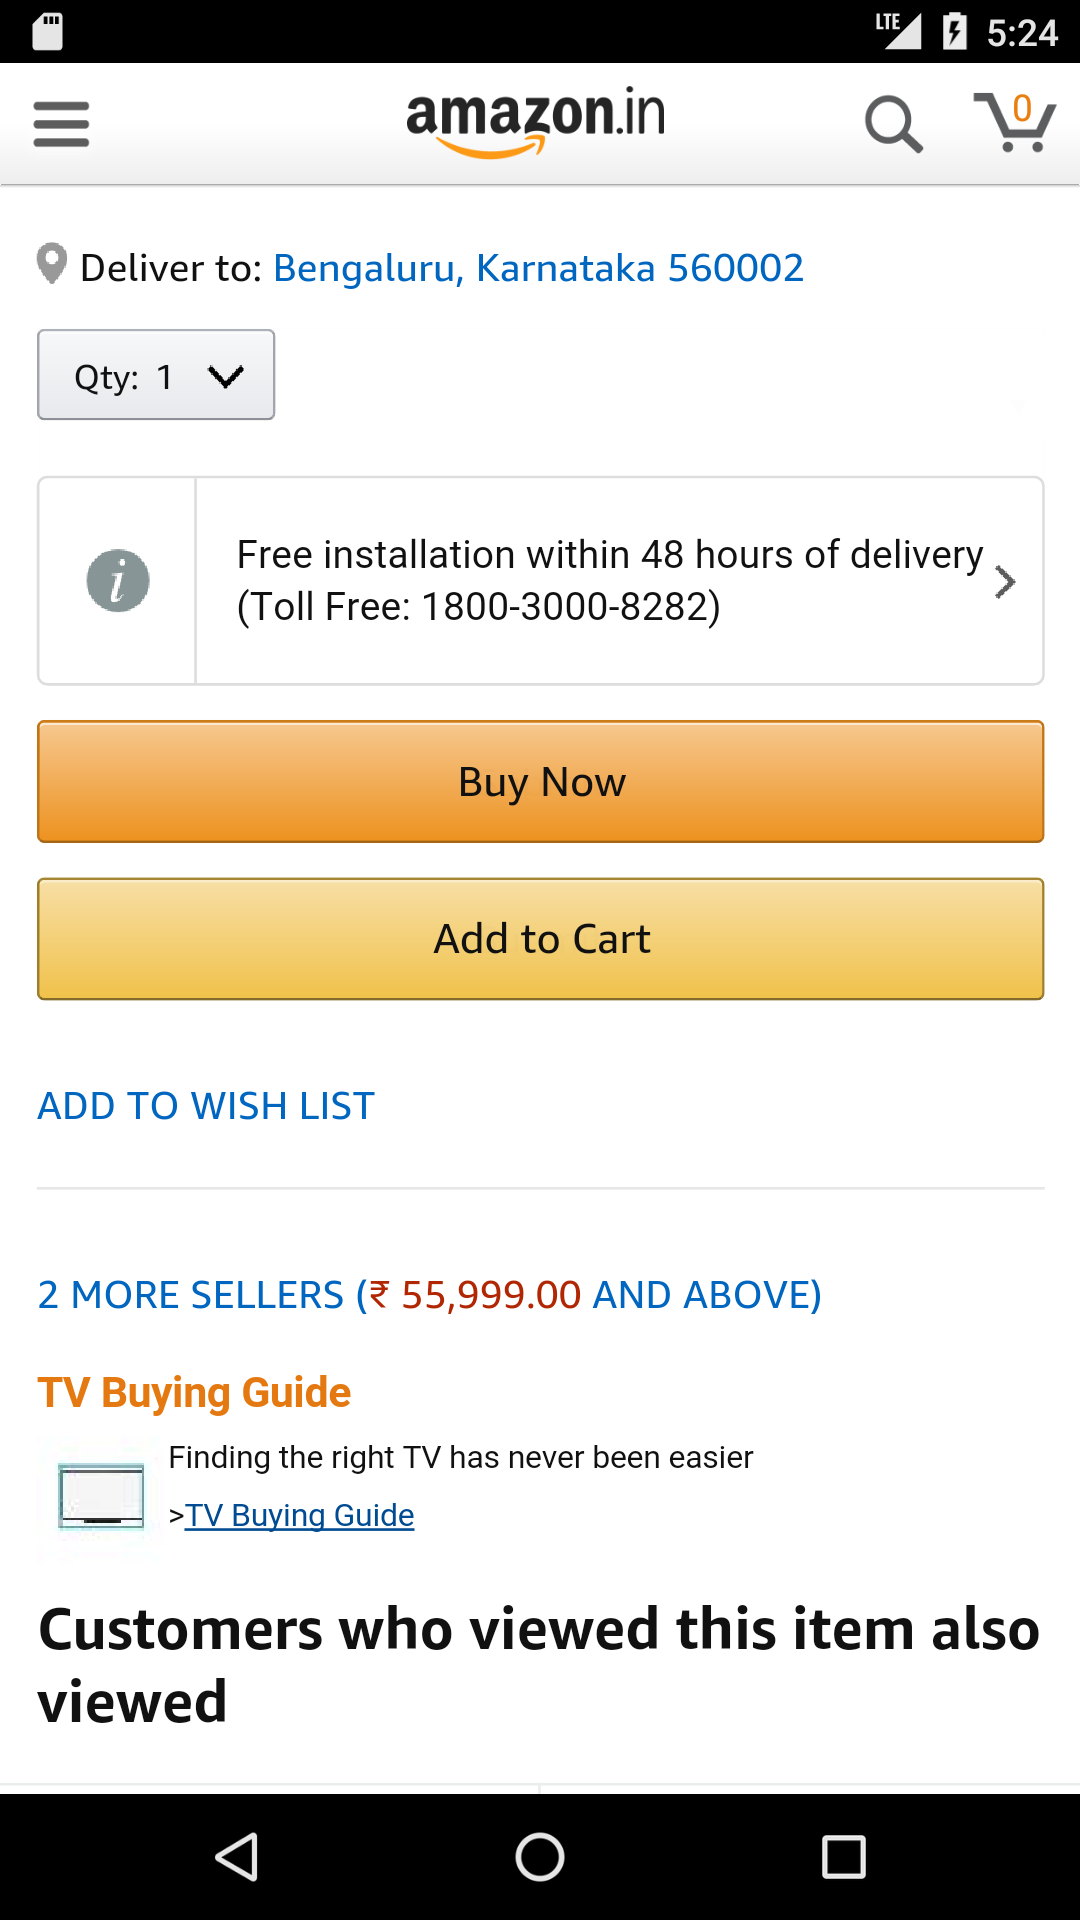 LTE 5:24
amazon.in 0
Deliver to: Bengaluru, Karnataka 560002
Qty: 1
Free installation within 48 hours of delivery
(Toll Free: 1800-3000-8282)
Buy Now
Add to Cart
ADD TO WISH LIST
2 MORE SELLERS (₹ 55,999.00 AND ABOVE)
TV Buying Guide
Finding the right TV has never been easier
>TV Buying Guide
Customers who viewed this item also
viewed